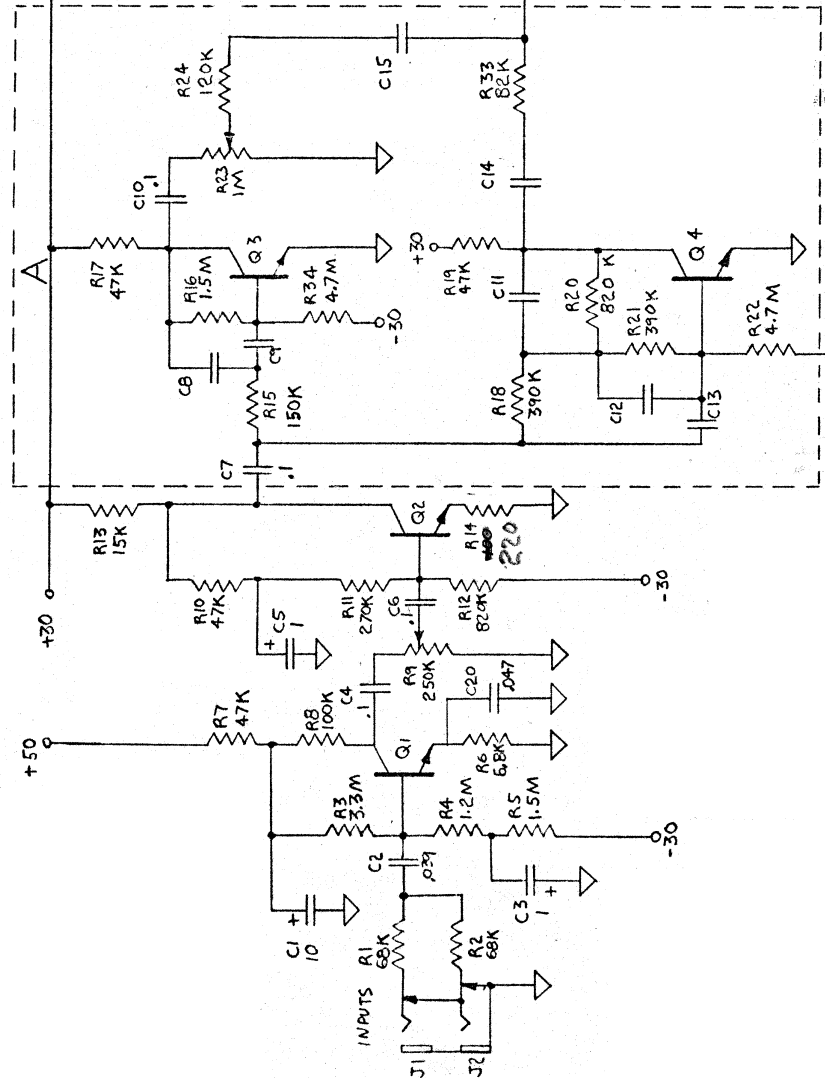 A
R24
120K
C15
R33
82K
C10
.1
R23
1M
C14
R17
47K
Q3
R16
1.5M
R34
4.7M
-30
+30
R19
47K
C11
Q4
R20
820
K
R21
390K
R22
4.7M
C8
C9
R15
150K
R18
390K
C12
C13
C7
.1
+30
R13
15K
Q2
R14
220
R10
47K
C5
+
1
R11
270K
C6
.1
R12
820K
-30
+50
R7
47K
R8
100K
C4
.1
R9
250K
C20
.047
Q1
R6
6.8K
R3
3.3M
R4
1.2M
R5
1.5M
-30
C2
.039
C1
+
10
C3
+
1
R1
68K
R2
68K
INPUTS
J1
J2